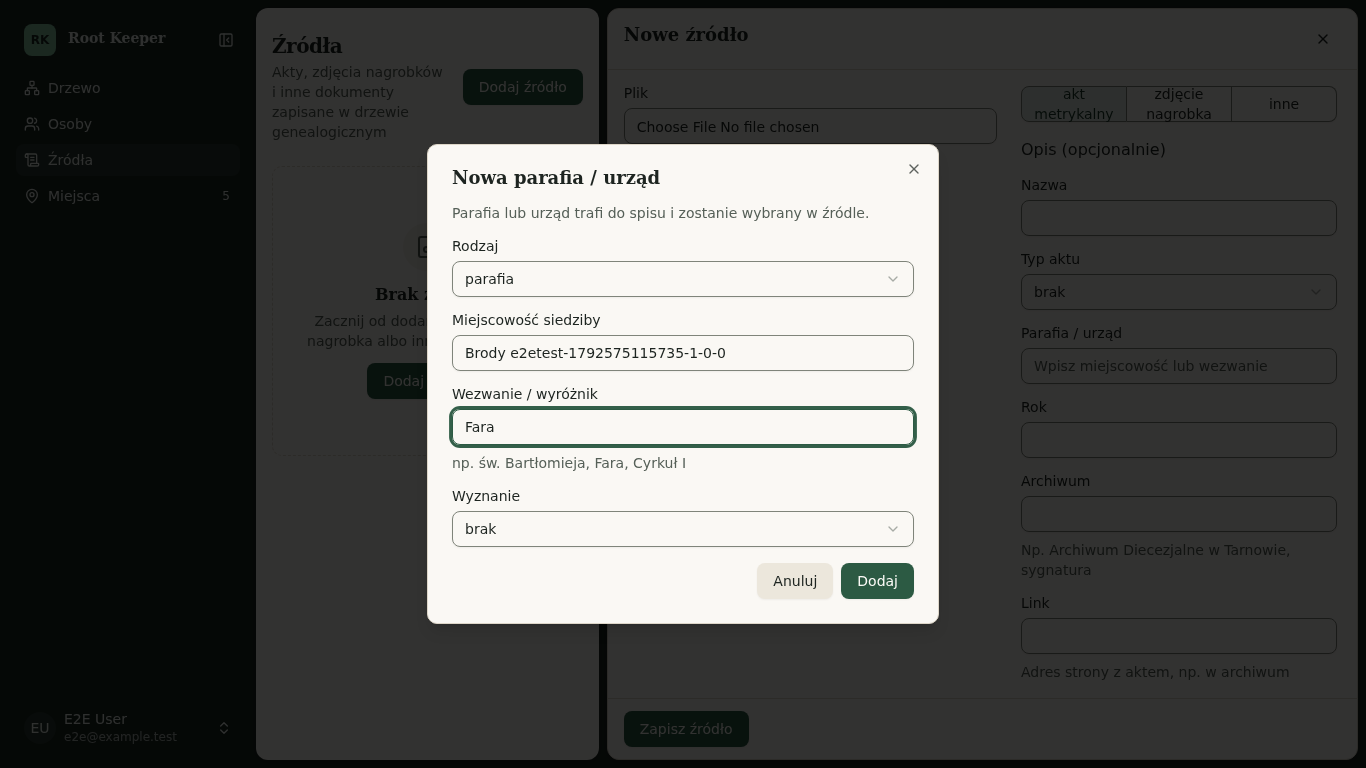 RK
Root Keeper
Drzewo
Osoby
Źródła
Miejsca
5
EU
E2E User
e2e@example.test
Źródła
Akty, zdjęcia nagrobków
i inne dokumenty
zapisane w drzewie
genealogicznym
Dodaj źródło
Brak
Zacznij od doda
nagrobka albo in
Dodaj
Nowe źródło
Plik
Choose File No file chosen
akt
metrykalny
zdjęcie
nagrobka
inne
Opis (opcjonalnie)
Nazwa
Typ aktu
brak
Parafia / urząd
Wpisz miejscowość lub wezwanie
Rok
Archiwum
Np. Archiwum Diecezjalne w Tarnowie,
sygnatura
Link
Adres strony z aktem, np. w archiwum
Zapisz źródło
Nowa parafia / urząd
Parafia lub urząd trafi do spisu i zostanie wybrany w źródle.
Rodzaj
parafia
Miejscowość siedziby
Brody e2etest-1792575115735-1-0-0
Wezwanie / wyróżnik
Fara
np. św. Bartłomieja, Fara, Cyrkuł I
Wyznanie
brak
Anuluj
Dodaj